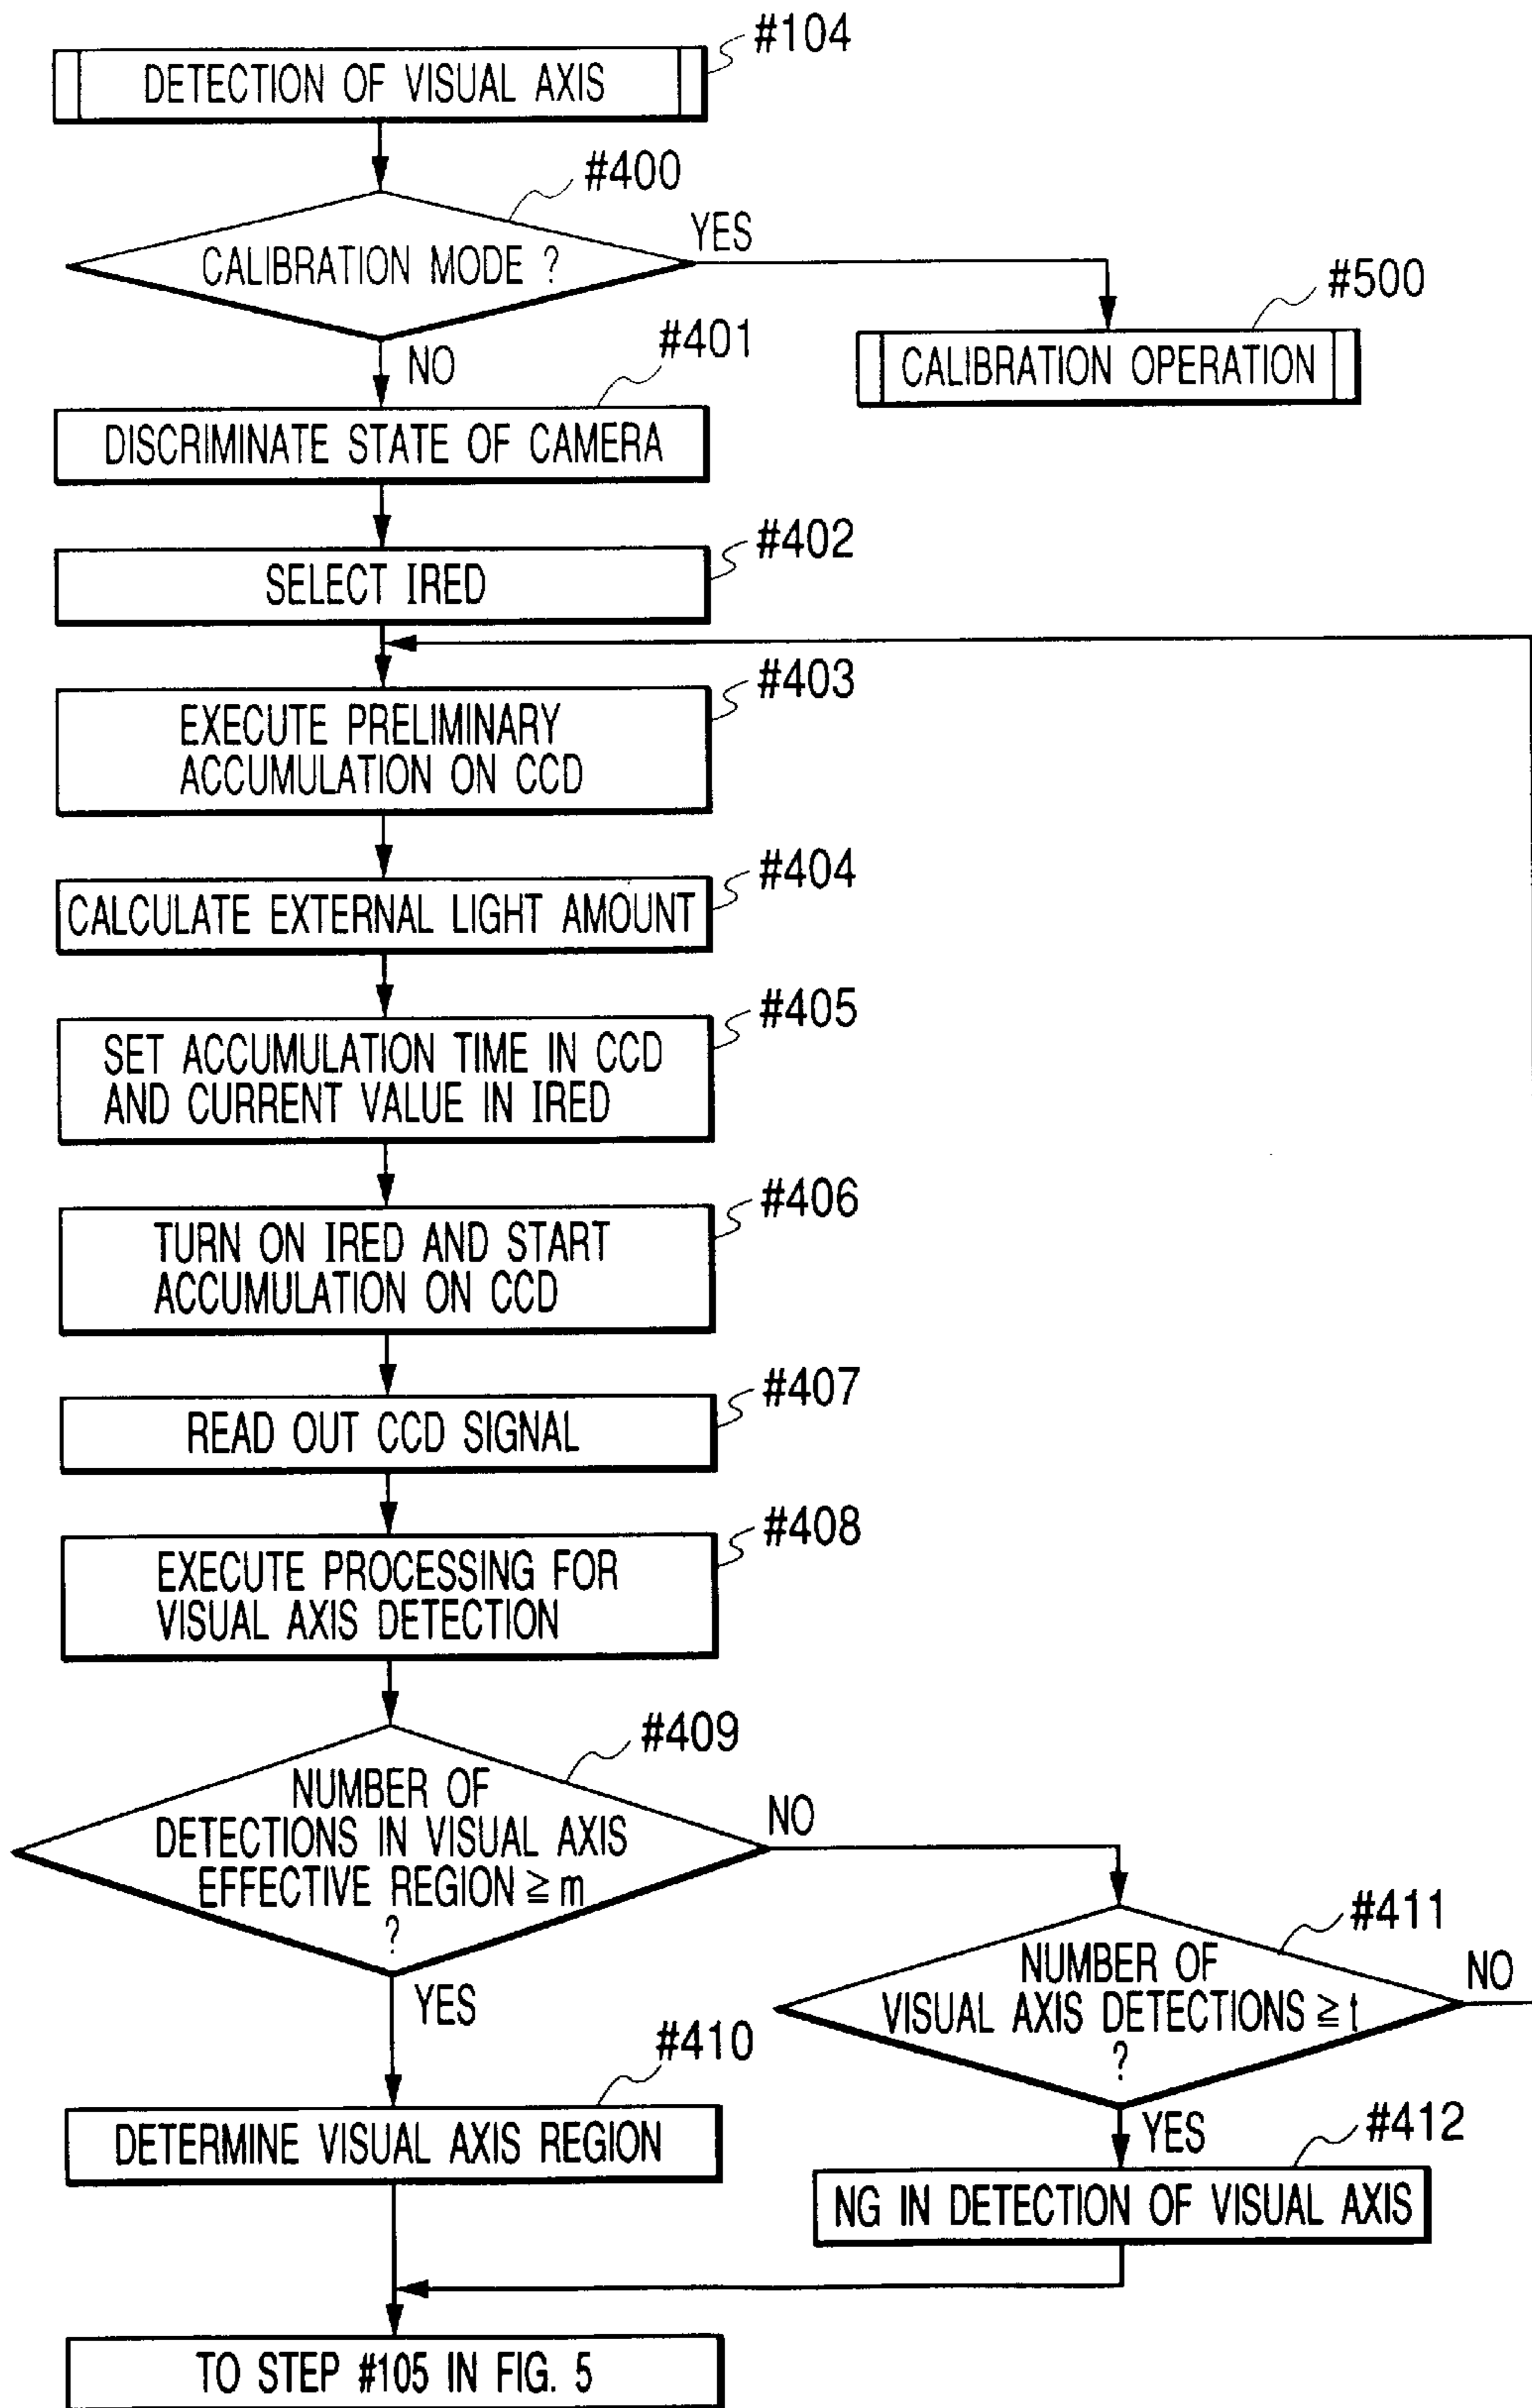 #104
DETECTION OF VISUAL AXIS
#400
CALIBRATION MODE ?
YES
#500
CALIBRATION OPERATION
NO
#401
DISCRIMINATE STATE OF CAMERA
#402
SELECT IRED
#403
EXECUTE PRELIMINARY
ACCUMULATION ON CCD
#404
CALCULATE EXTERNAL LIGHT AMOUNT
#405
SET ACCUMULATION TIME IN CCD
AND CURRENT VALUE IN IRED
#406
TURN ON IRED AND START
ACCUMULATION ON CCD
#407
READ OUT CCD SIGNAL
#408
EXECUTE PROCESSING FOR
VISUAL AXIS DETECTION
#409
NUMBER OF
DETECTIONS IN VISUAL AXIS
EFFECTIVE REGION ≧ m
?
NO
YES
#411
NUMBER OF
VISUAL AXIS DETECTIONS ≧ t
?
NO
YES
#410
DETERMINE VISUAL AXIS REGION
#412
NG IN DETECTION OF VISUAL AXIS
TO STEP #105 IN FIG. 5